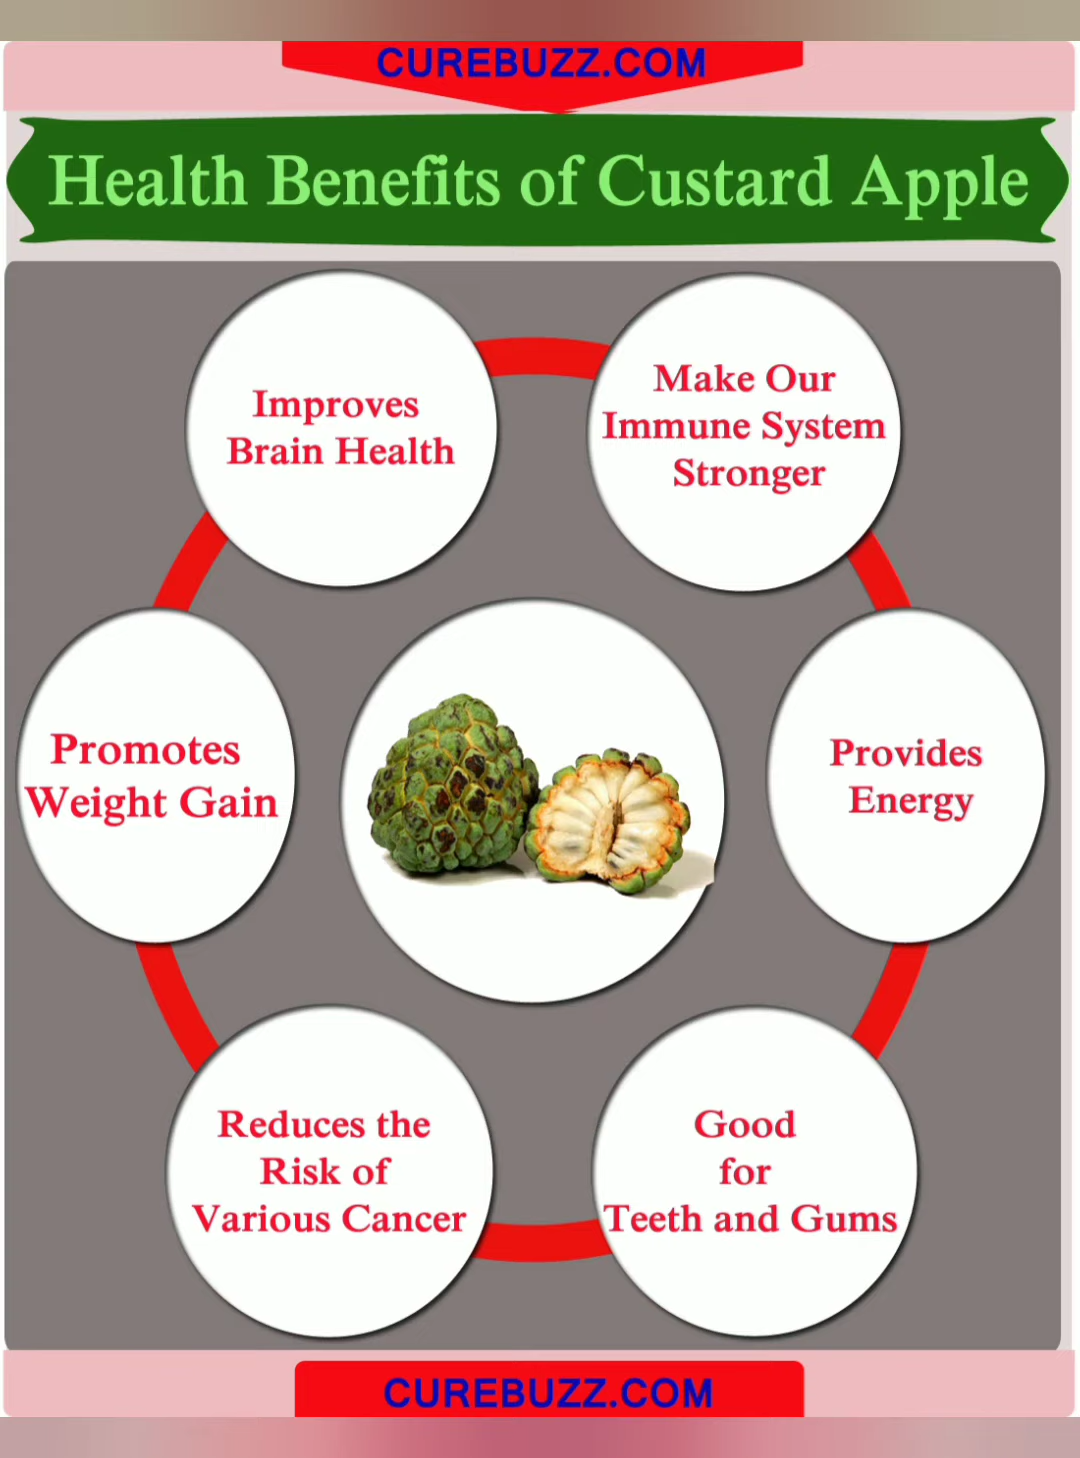 CUREBUZZ.COM
Health Benefits of Custard Apple
Improves
Brain Health
Make Our
Immune System
Stronger
Promotes
Weight Gain
Provides
Energy
Reduces the
Risk of
Various Cancer
Good
for
Teeth and Gums
CUREBUZZ.COM